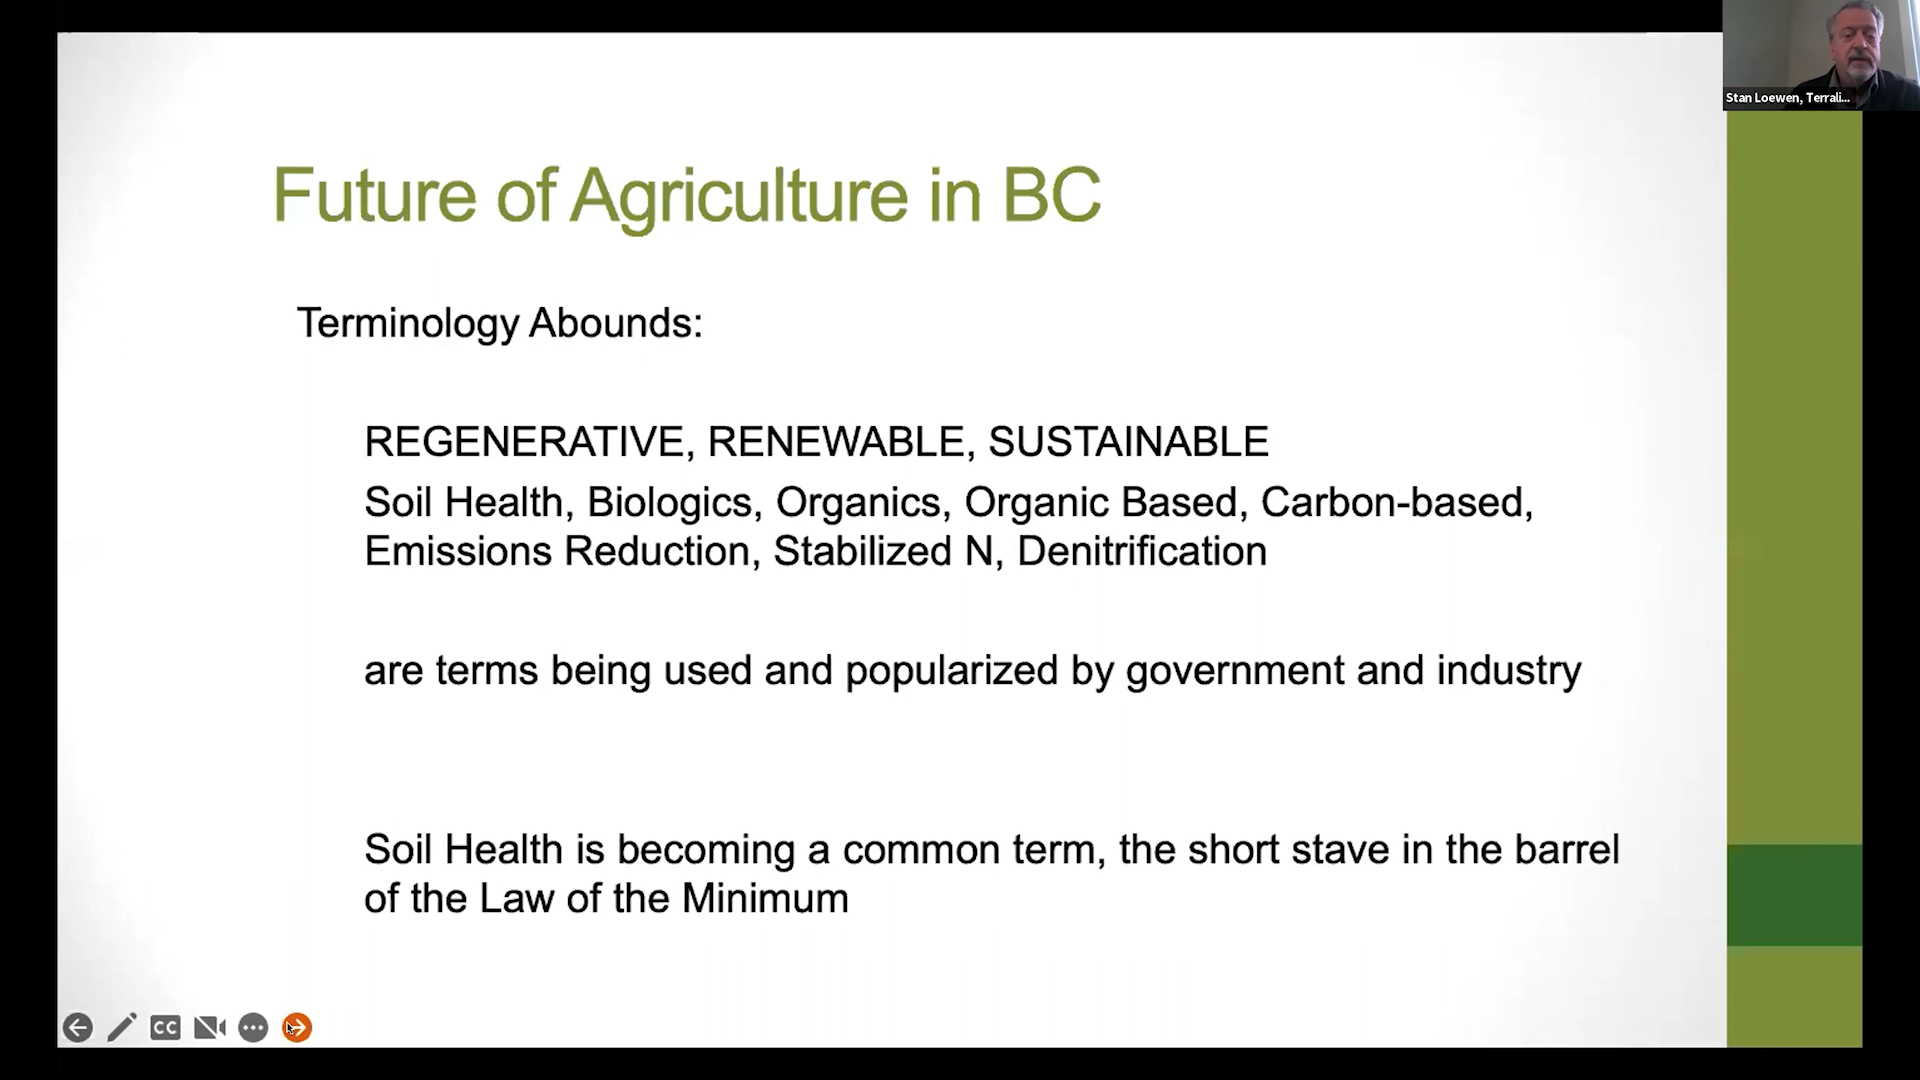 Stan Loewen, Terrali...
Future of Agriculture in BC
Terminology Abounds:
REGENERATIVE, RENEWABLE, SUSTAINABLE
Soil Health, Biologics, Organics, Organic Based, Carbon-based,
Emissions Reduction, Stabilized N, Denitrification
are terms being used and popularized by government and industry
Soil Health is becoming a common term, the short stave in the barrel
of the Law of the Minimum
CC